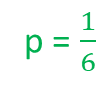 p = 1/6